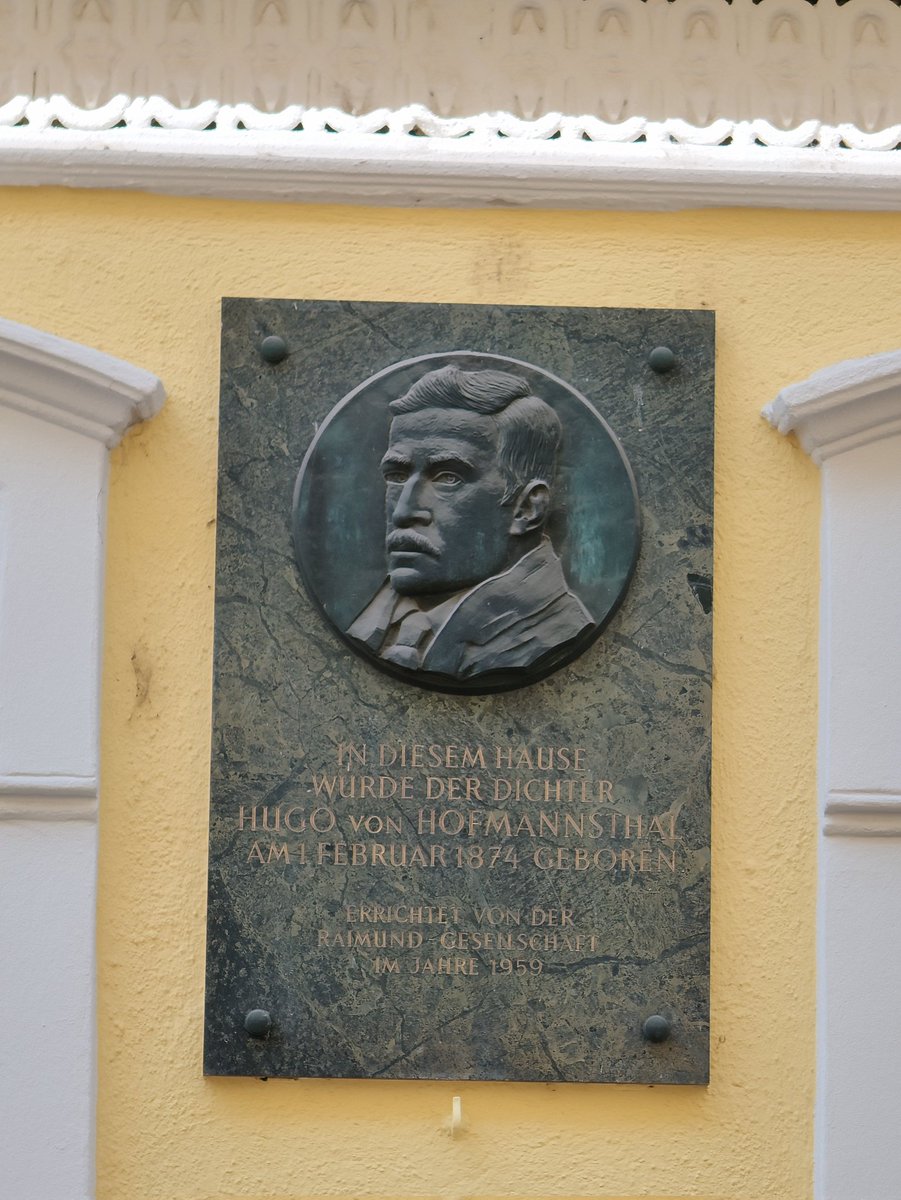 IN DIESEM HAUSE
WURDE DER DICHTER
HUGO VON HOFMANNSTHAL
AM 1. FEBRUAR 1874 GEBOREN
ERRICHTET VON DER
RAIMUND-GESENSCHAFT
IM JAHRE 1959